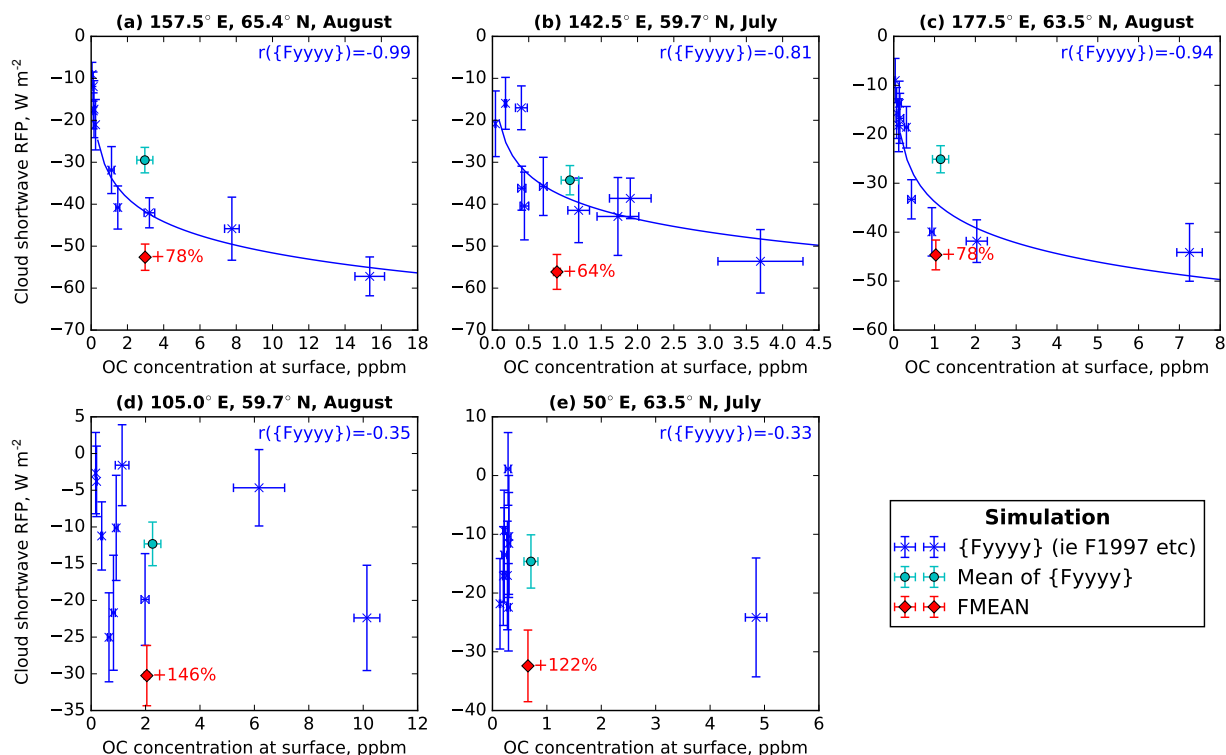 (a) 157.5° E, 65.4° N, August
(b) 142.5° E, 59.7° N, July
(c) 177.5° E, 63.5° N, August
Cloud shortwave RFP, W m⁻²
0
−10
−20
−30
−40
−50
−60
−70
r({Fyyyy})=-0.99
+78%
0 2 4 6 8 10 12 14 16 18
OC concentration at surface, ppbm
0
−10
−20
−30
−40
−50
−60
−70
r({Fyyyy})=-0.81
+64%
0.0 0.5 1.0 1.5 2.0 2.5 3.0 3.5 4.0 4.5
OC concentration at surface, ppbm
0
−10
−20
−30
−40
−50
−60
r({Fyyyy})=-0.94
+78%
0 1 2 3 4 5 6 7 8
OC concentration at surface, ppbm
(d) 105.0° E, 59.7° N, August
(e) 50° E, 63.5° N, July
Cloud shortwave RFP, W m⁻²
5
0
−5
−10
−15
−20
−25
−30
−35
r({Fyyyy})=-0.35
+146%
0 2 4 6 8 10 12
OC concentration at surface, ppbm
10
0
−10
−20
−30
−40
r({Fyyyy})=-0.33
+122%
0 1 2 3 4 5 6
OC concentration at surface, ppbm
Simulation
{Fyyyy} (ie F1997 etc)
Mean of {Fyyyy}
FMEAN